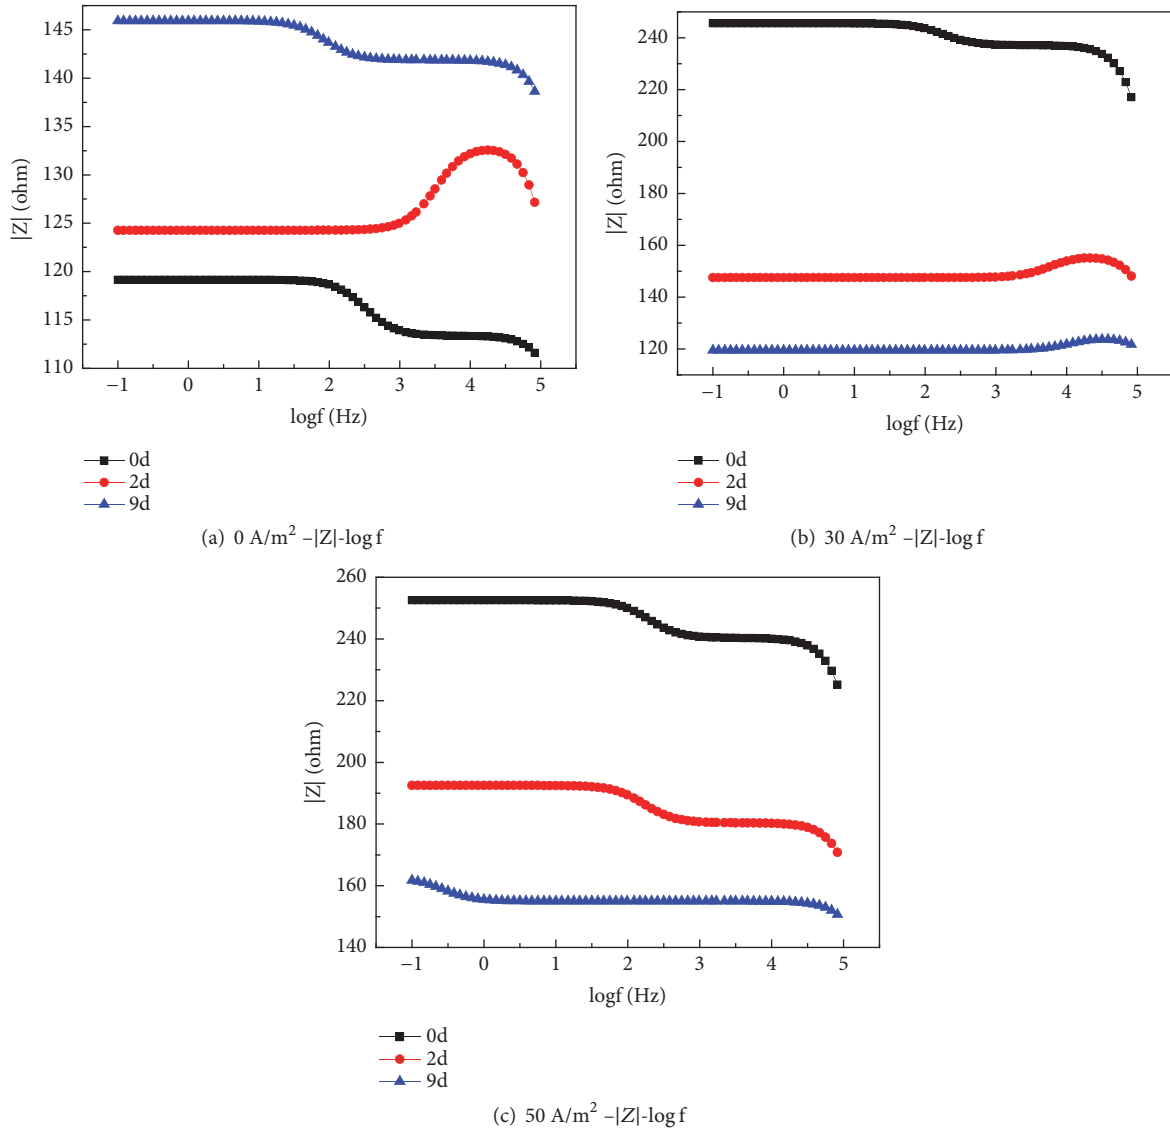 145
140
135
130
125
120
115
110
|Z| (ohm)
−1 0 1 2 3 4 5
logf (Hz)
0d
2d
9d
(a) 0 A/m² –|Z|-log f
240
220
200
180
160
140
120
|Z| (ohm)
−1 0 1 2 3 4 5
logf (Hz)
0d
2d
9d
(b) 30 A/m² –|Z|-log f
260
240
220
200
180
160
140
|Z| (ohm)
−1 0 1 2 3 4 5
logf (Hz)
0d
2d
9d
(c) 50 A/m² –|Z|-log f